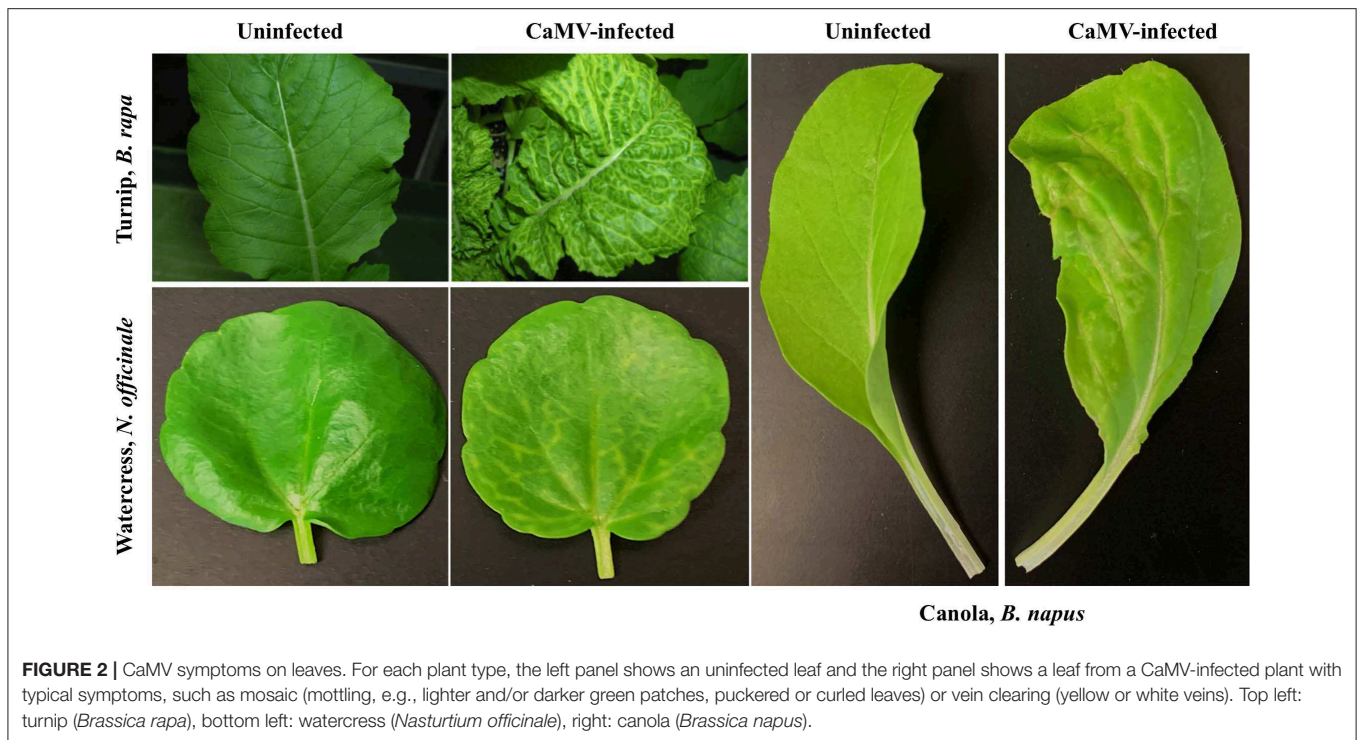 Uninfected
CaMV-infected
Uninfected
CaMV-infected
Turnip, B. rapa
Watercress, N. officinale
Canola, B. napus
FIGURE 2 | CaMV symptoms on leaves. For each plant type, the left panel shows an uninfected leaf and the right panel shows a leaf from a CaMV-infected plant with
typical symptoms, such as mosaic (mottling, e.g., lighter and/or darker green patches, puckered or curled leaves) or vein clearing (yellow or white veins). Top left:
turnip (Brassica rapa), bottom left: watercress (Nasturtium officinale), right: canola (Brassica napus).